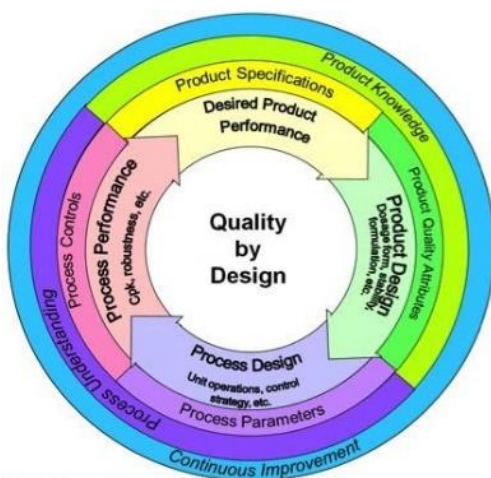 Product Knowledge
Product Specifications
Desired Product
Performance
Product Quality Attributes
Product Design
Dosage form, stability,
formulation, etc.
Quality
by
Design
Process Controls
Process Performance
Cpk, robustness, etc.
Process Design
Unit operations, control
strategy, etc.
Process Parameters
Process Understanding
Continuous Improvement